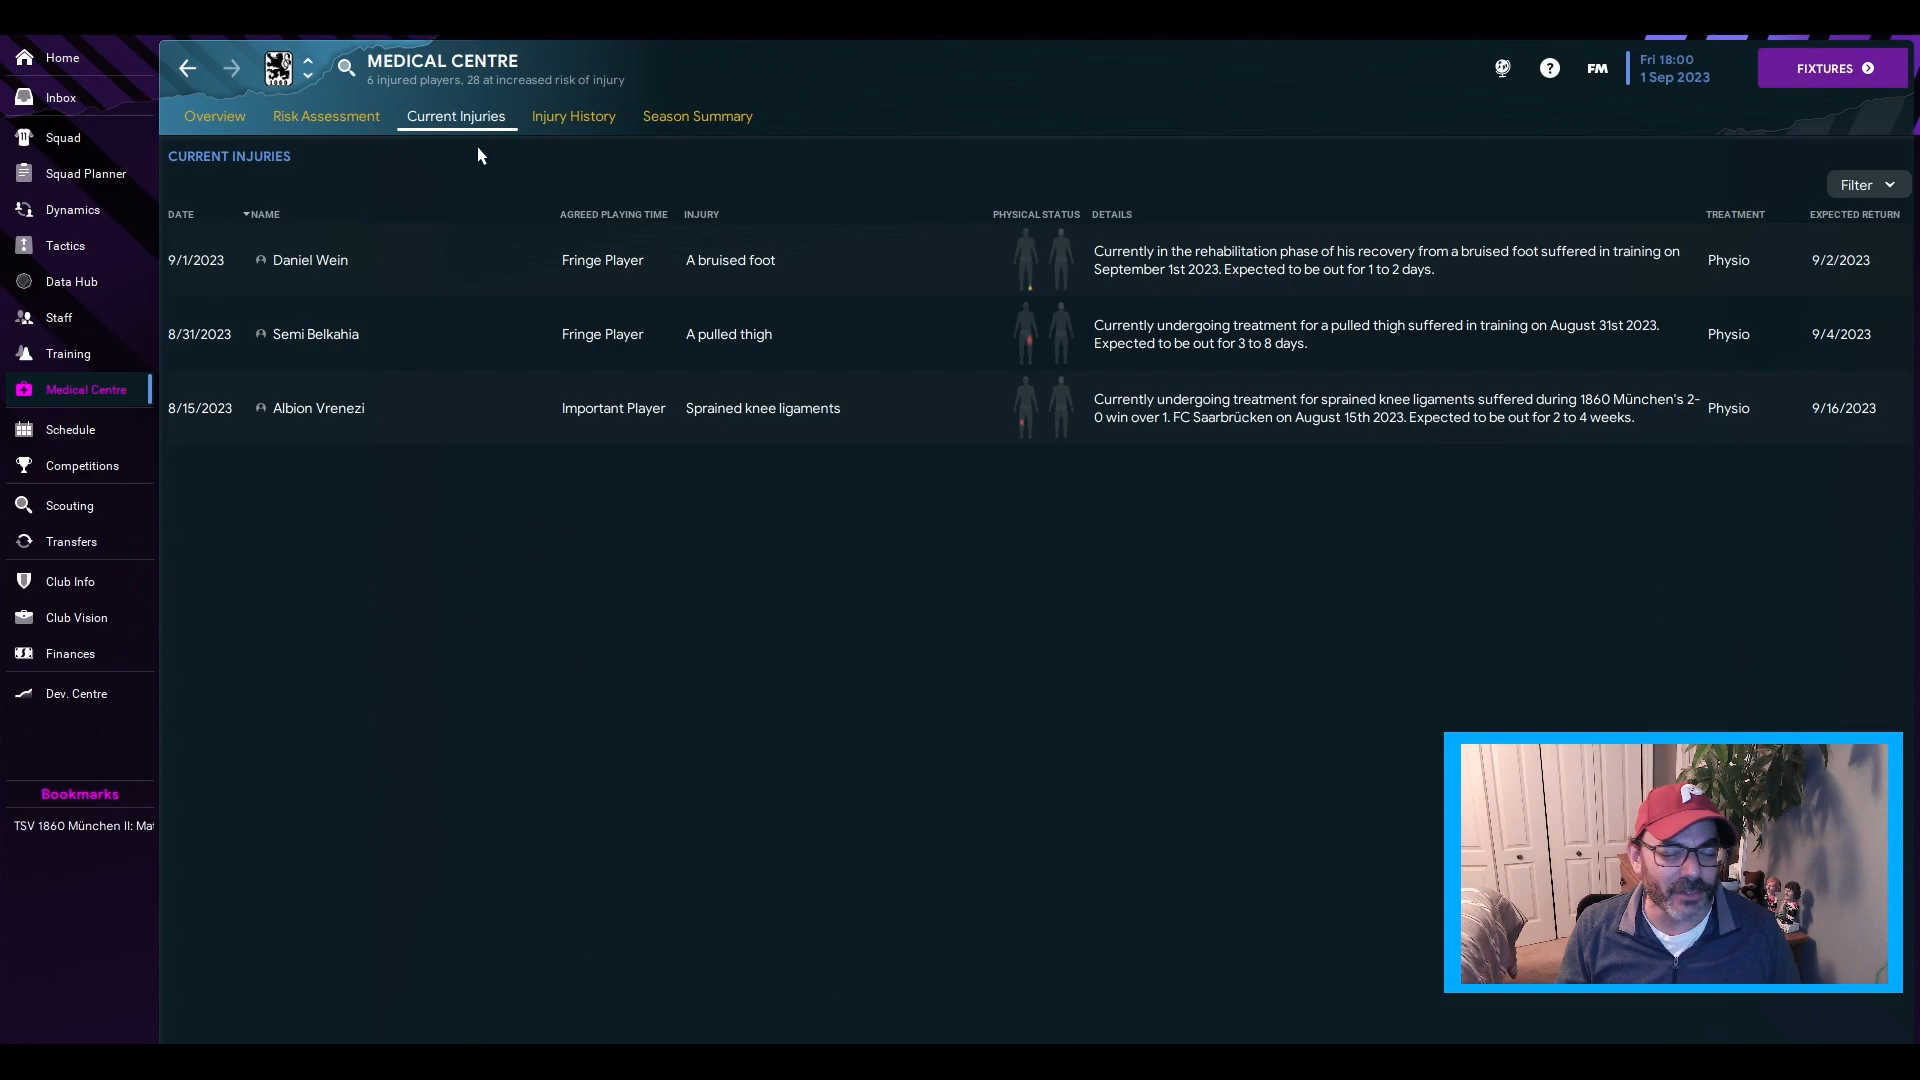 Home
Inbox
Squad
Squad Planner
Dynamics
Tactics
Data Hub
Staff
Training
Medical Centre
Schedule
Competitions
Scouting
Transfers
Club Info
Club Vision
Finances
Dev. Centre
Bookmarks
TSV 1860 München II: Mat
MEDICAL CENTRE
6 injured players, 28 at increased risk of injury
FM
Fri 18:00
1 Sep 2023
FIXTURES
Overview Risk Assessment Current Injuries Injury History Season Summary
CURRENT INJURIES
Filter
DATE NAME AGREED PLAYING TIME INJURY PHYSICAL STATUS DETAILS TREATMENT EXPECTED RETURN
9/1/2023 Daniel Wein Fringe Player A bruised foot
Currently in the rehabilitation phase of his recovery from a bruised foot suffered in training on
September 1st 2023. Expected to be out for 1 to 2 days.
Physio 9/2/2023
8/31/2023 Semi Belkahia Fringe Player A pulled thigh
Currently undergoing treatment for a pulled thigh suffered in training on August 31st 2023.
Expected to be out for 3 to 8 days.
Physio 9/4/2023
8/15/2023 Albion Vrenezi Important Player Sprained knee ligaments
Currently undergoing treatment for sprained knee ligaments suffered during 1860 München's 2-
0 win over 1. FC Saarbrücken on August 15th 2023. Expected to be out for 2 to 4 weeks.
Physio 9/16/2023